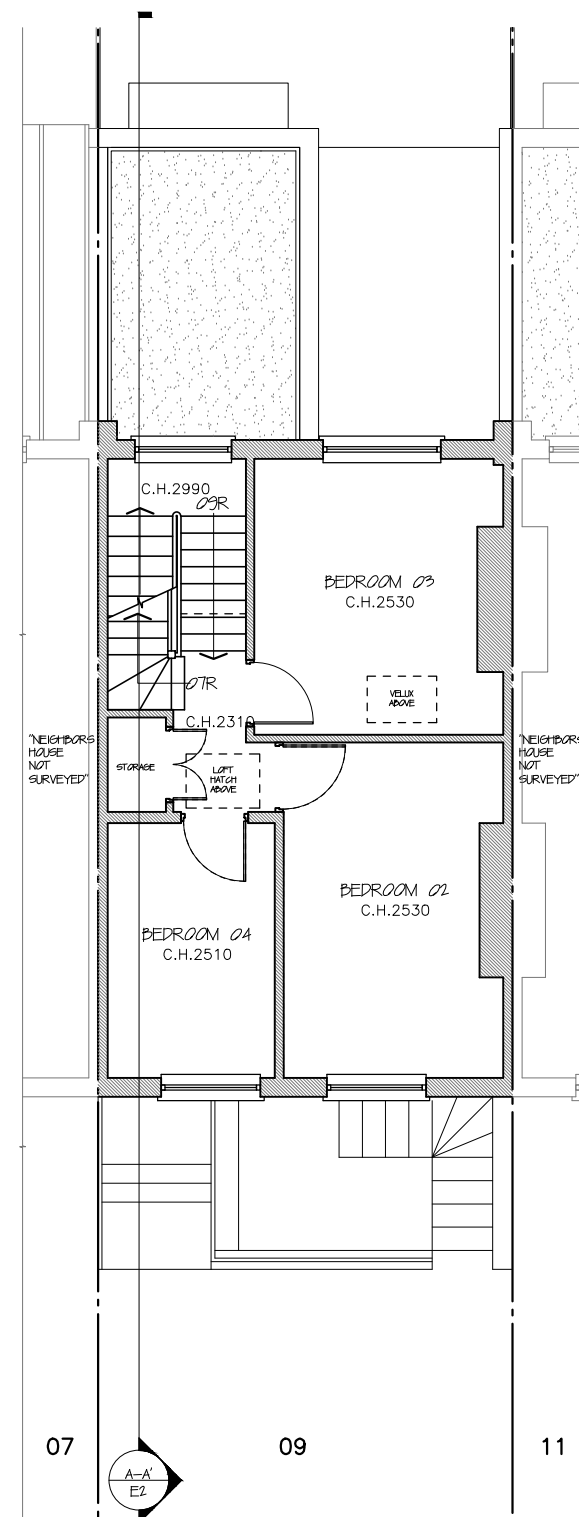 C.H.2990
09R
BEDROOM 03
C.H.2530
07R
VELUX
ABOVE
C.H.2310
"NEIGHBORS
HOUSE
NOT
SURVEYED"
STORAGE
LOFT
HATCH
ABOVE
"NEIGHBORS
HOUSE
NOT
SURVEYED"
BEDROOM 02
C.H.2530
BEDROOM 04
C.H.2510
07
09
11
A-A'
E2